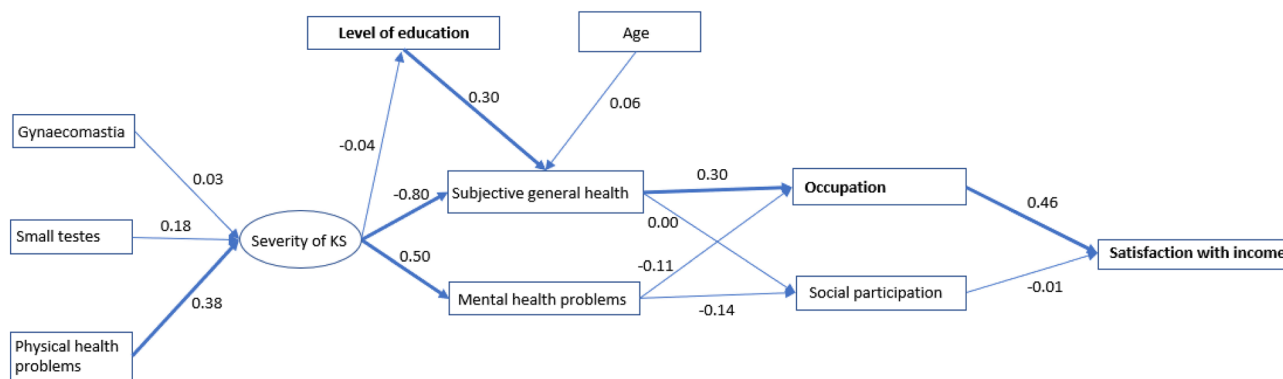 Level of education
Age
0.30
0.06
Gynaecomastia
-0.04
0.03
Subjective general health
-0.80
0.30
Occupation
0.46
Small testes
0.18
Severity of KS
0.00
0.50
-0.11
Satisfaction with income
Mental health problems
Social participation
-0.01
0.38
-0.14
Physical health
problems